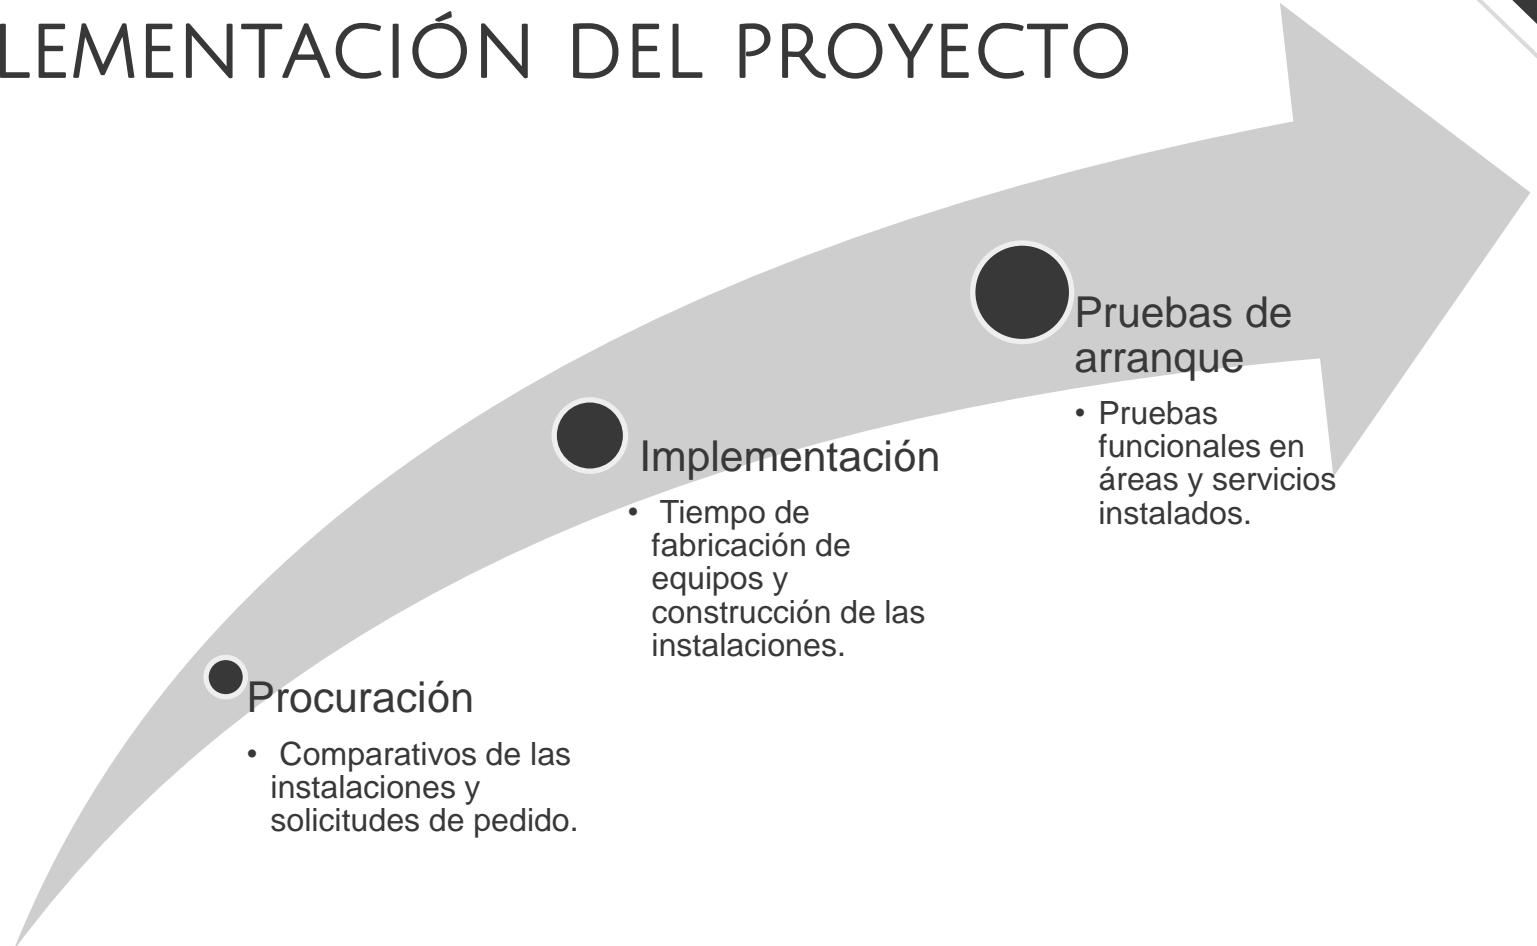 LEMENTACIÓN DEL PROYECTO
Pruebas de
arranque
• Pruebas
funcionales en
áreas y servicios
instalados.
Implementación
• Tiempo de
fabricación de
equipos y
construcción de las
instalaciones.
Procuración
• Comparativos de las
instalaciones y
solicitudes de pedido.